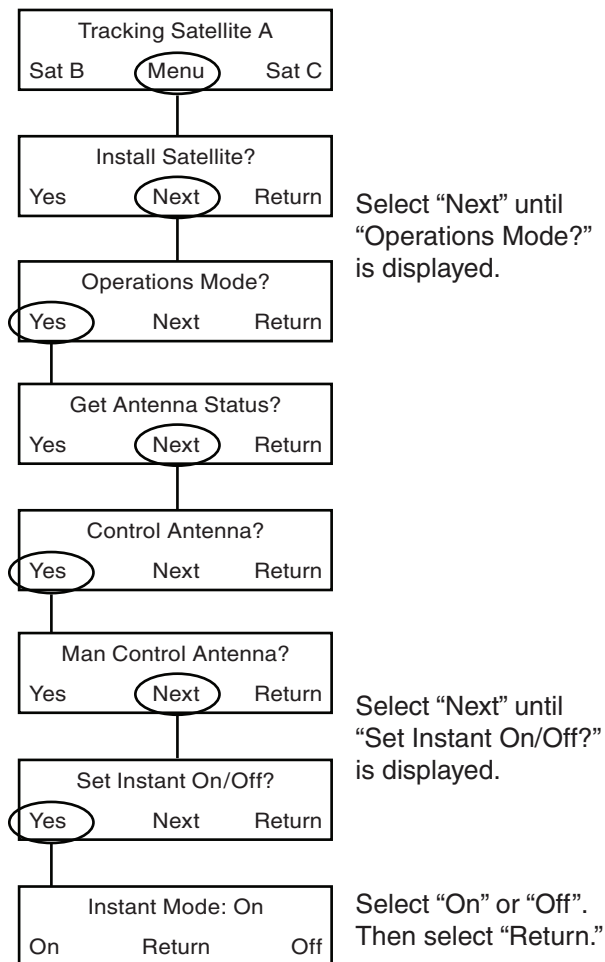 Tracking Satellite A
Sat B Menu Sat C
Install Satellite?
Yes Next Return
Select “Next” until
“Operations Mode?”
is displayed.
Operations Mode?
Yes Next Return
Get Antenna Status?
Yes Next Return
Control Antenna?
Yes Next Return
Man Control Antenna?
Yes Next Return
Select “Next” until
“Set Instant On/Off?”
is displayed.
Set Instant On/Off?
Yes Next Return
Instant Mode: On
On Return Off
Select “On” or “Off”.
Then select “Return.”